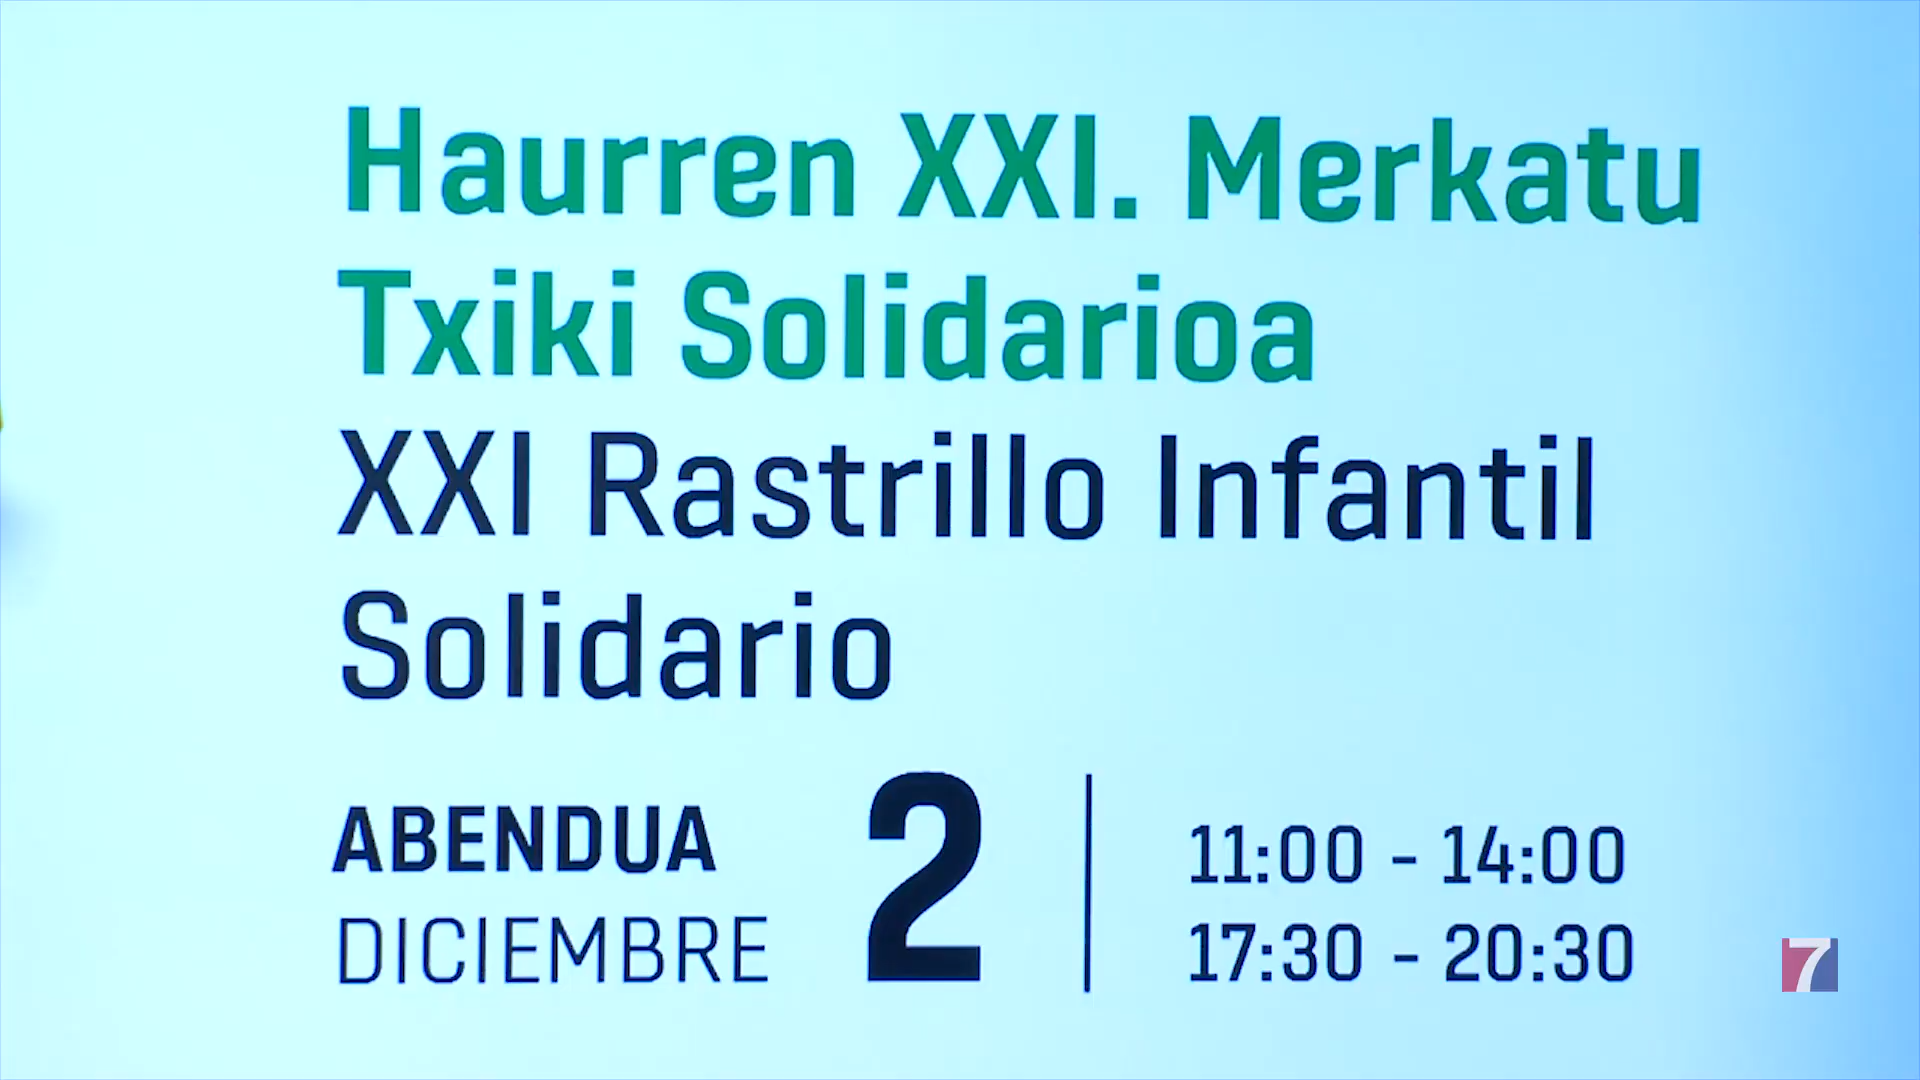 Haurren XXI. Merkatu
Txiki Solidarioa
XXI Rastrillo Infantil
Solidario
ABENDUA
DICIEMBRE
2
11:00 - 14:00
17:30 - 20:30
7